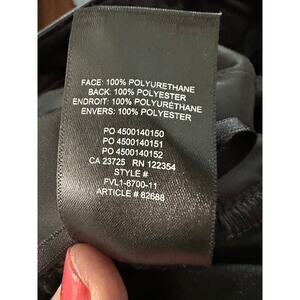 FACE: 100% POLYURETHANE
BACK: 100% POLYESTER
ENDROIT: 100% POLYURÉTHANE
ENVERS: 100% POLYESTER
PO 4500140150
PO 4500140151
PO 4500140152
CA 23725 RN 122354
STYLE #
FVL1-6700-11
ARTICLE # 82688